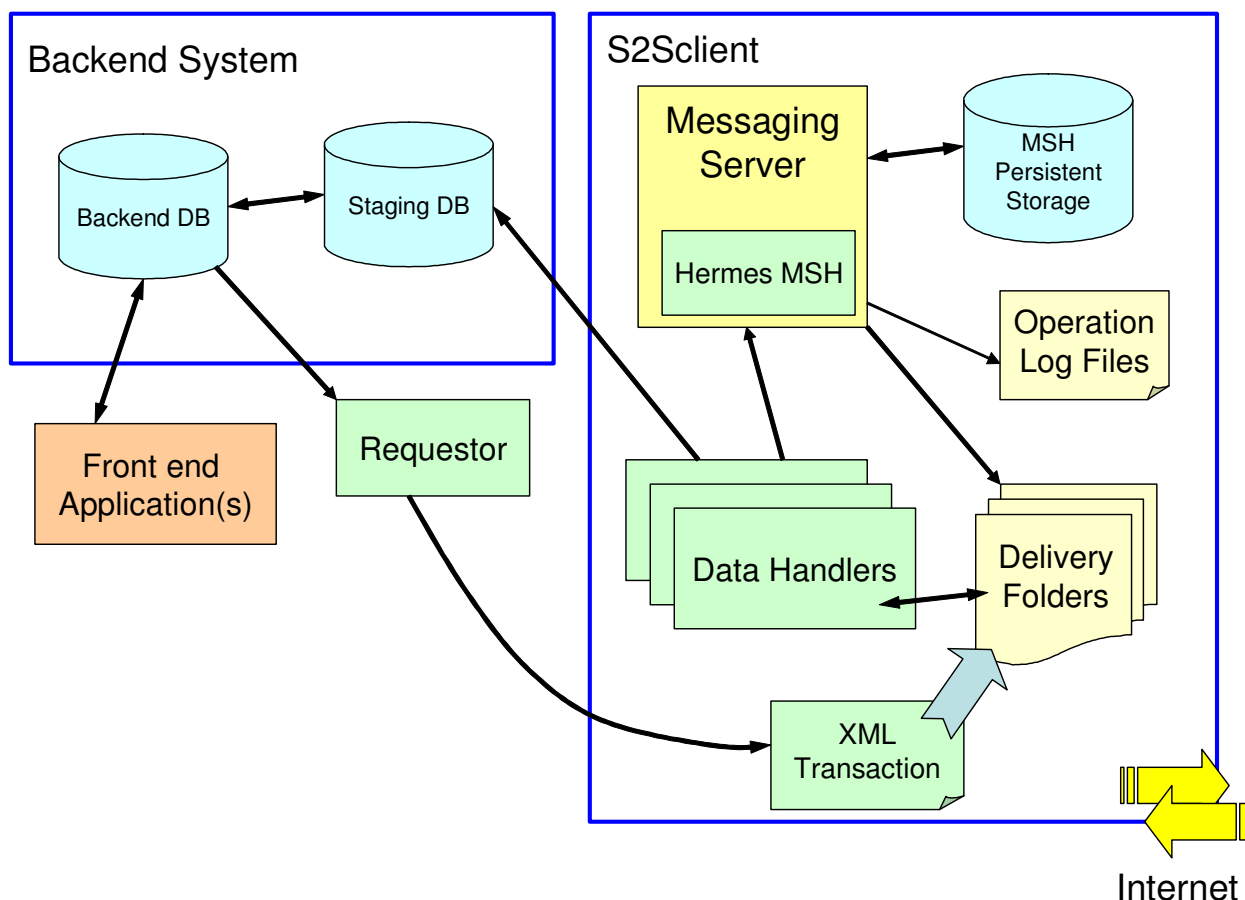 Backend System
S2Sclient
Backend DB
Staging DB
Messaging
Server
Hermes MSH
MSH
Persistent
Storage
Operation
Log Files
Front end
Application(s)
Requestor
Data Handlers
Delivery
Folders
XML
Transaction
Internet